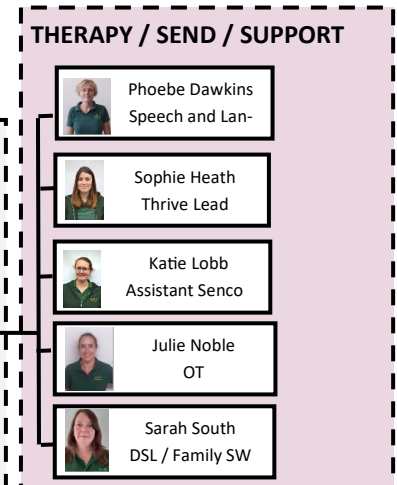 THERAPY / SEND / SUPPORT
Phoebe Dawkins
Speech and Lan-
Sophie Heath
Thrive Lead
Katie Lobb
Assistant Senco
Julie Noble
OT
Sarah South
DSL / Family SW